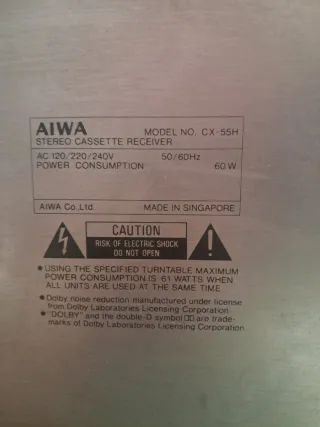 AIWA MODEL NO. CX-55H
STEREO CASSETTE RECEIVER
AC 120/220/240V 50/60Hz
POWER CONSUMPTION 60 W
AIWA Co., Ltd. MADE IN SINGAPORE
CAUTION
RISK OF ELECTRIC SHOCK
DO NOT OPEN
● USING THE SPECIFIED TURNTABLE MAXIMUM
POWER CONSUMPTION IS 61 WATTS WHEN
ALL UNITS ARE USED AT THE SAME TIME
● Dolby noise reduction manufactured under license
from Dolby Laboratories Licensing Corporation.
● "DOLBY" and the double-D symbol are trade-
marks of Dolby Laboratories Licensing Corporation.